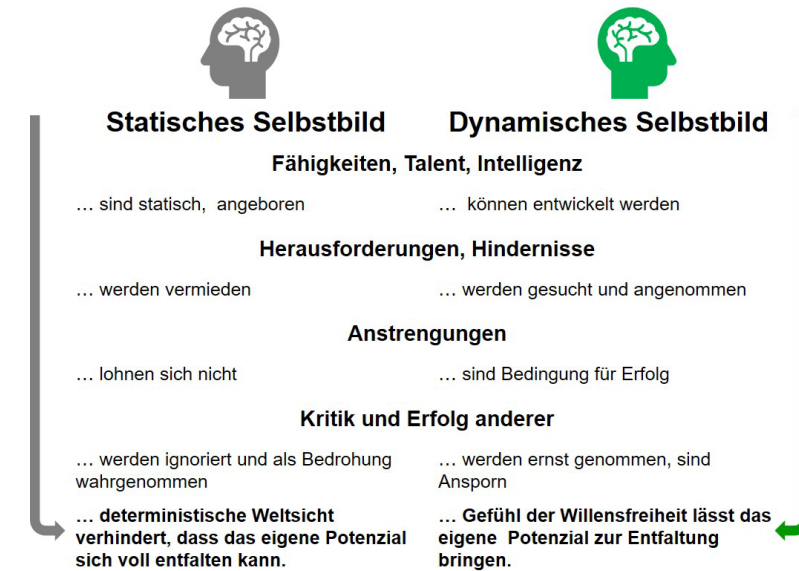 Statisches Selbstbild
Dynamisches Selbstbild
Fähigkeiten, Talent, Intelligenz
… sind statisch, angeboren
… können entwickelt werden
Herausforderungen, Hindernisse
… werden vermieden
… werden gesucht und angenommen
Anstrengungen
… lohnen sich nicht
… sind Bedingung für Erfolg
Kritik und Erfolg anderer
… werden ignoriert und als Bedrohung
wahrgenommen
… werden ernst genommen, sind
Ansporn
… deterministische Weltsicht
verhindert, dass das eigene Potenzial
sich voll entfalten kann.
… Gefühl der Willensfreiheit lässt das
eigene Potenzial zur Entfaltung
bringen.